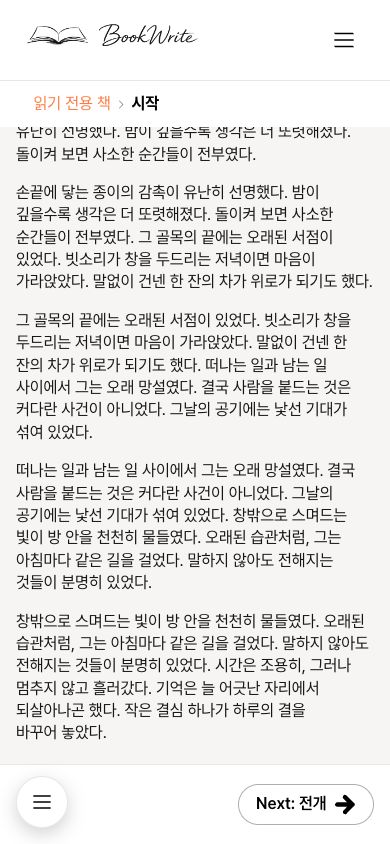 BookWrite
읽기 전용 책 > 시작
유난히 선명했다. 밤이 깊을수록 생각은 더 또렷해졌다.
돌이켜 보면 사소한 순간들이 전부였다.
손끝에 닿는 종이의 감촉이 유난히 선명했다. 밤이
깊을수록 생각은 더 또렷해졌다. 돌이켜 보면 사소한
순간들이 전부였다. 그 골목의 끝에는 오래된 서점이
있었다. 빗소리가 창을 두드리는 저녁이면 마음이
가라앉았다. 말없이 건넨 한 잔의 차가 위로가 되기도 했다.
그 골목의 끝에는 오래된 서점이 있었다. 빗소리가 창을
두드리는 저녁이면 마음이 가라앉았다. 말없이 건넨 한
잔의 차가 위로가 되기도 했다. 떠나는 일과 남는 일
사이에서 그는 오래 망설였다. 결국 사람을 붙드는 것은
커다란 사건이 아니었다. 그날의 공기에는 낯선 기대가
섞여 있었다.
떠나는 일과 남는 일 사이에서 그는 오래 망설였다. 결국
사람을 붙드는 것은 커다란 사건이 아니었다. 그날의
공기에는 낯선 기대가 섞여 있었다. 창밖으로 스며드는
빛이 방 안을 천천히 물들였다. 오래된 습관처럼, 그는
아침마다 같은 길을 걸었다. 말하지 않아도 전해지는
것들이 분명히 있었다.
창밖으로 스며드는 빛이 방 안을 천천히 물들였다. 오래된
습관처럼, 그는 아침마다 같은 길을 걸었다. 말하지 않아도
전해지는 것들이 분명히 있었다. 시간은 조용히, 그러나
멈추지 않고 흘러갔다. 기억은 늘 어긋난 자리에서
되살아나곤 했다. 작은 결심 하나가 하루의 결을
바꾸어 놓았다.
Next: 전개